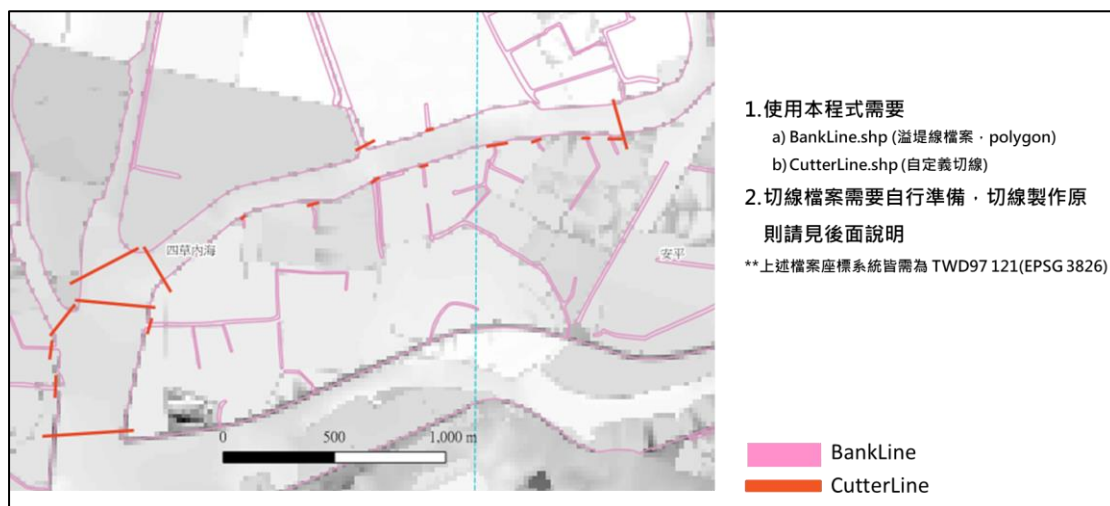 四草內海
安平
0 500 1,000 m
1.使用本程式需要
a) BankLine.shp (溢堤線檔案，polygon)
b) CutterLine.shp (自定義切線)
2.切線檔案需要自行準備，切線製作原
則請見後面說明
**上述檔案座標系統皆需為 TWD97 121(EPSG 3826)
BankLine
CutterLine